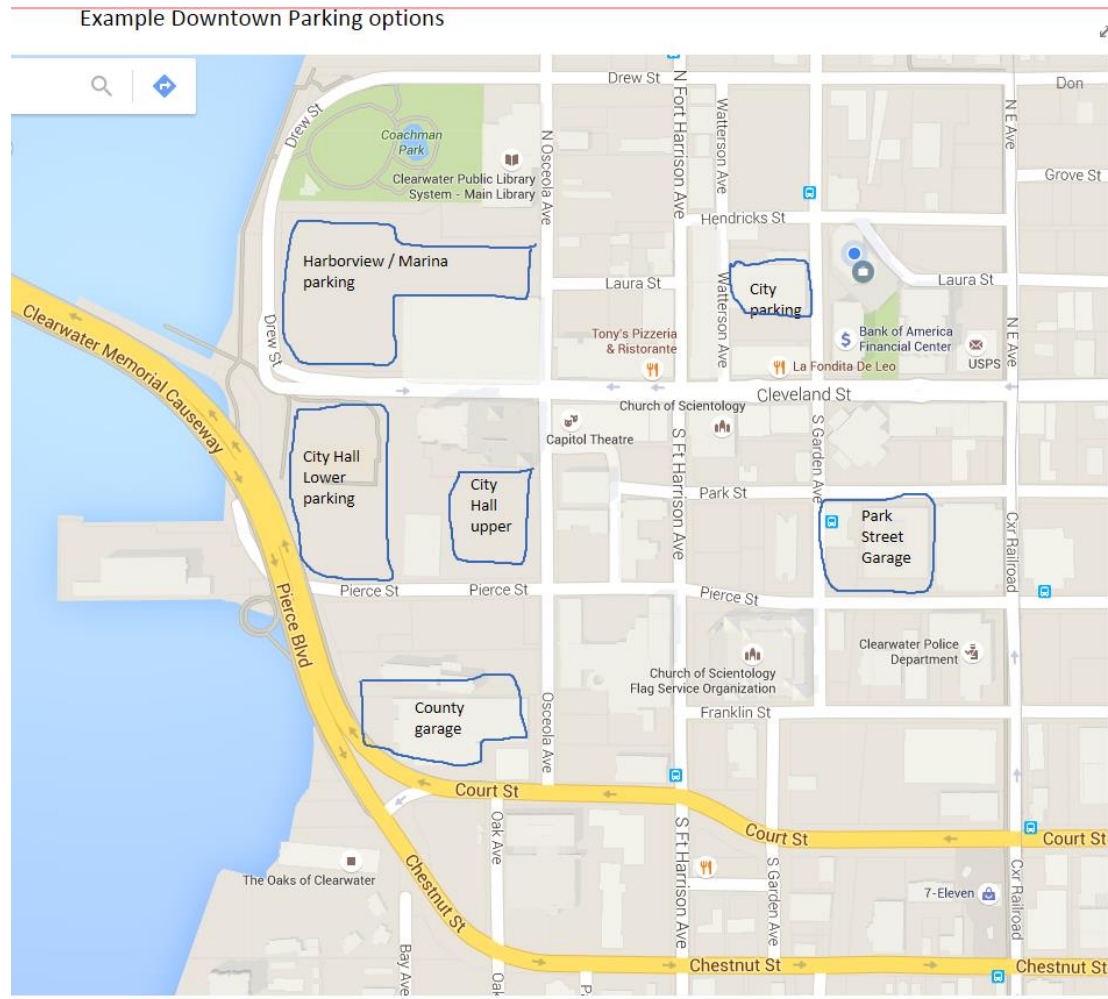 Example Downtown Parking options
Drew St
Don
Drew St
Coachman
Park
N Osceola Ave
N Fort Harrison Ave
Watterson Ave
N E Ave
Clearwater Public Library
System - Main Library
Grove St
Hendricks St
Harborview / Marina
parking
Laura St
Watterson Ave
City
parking
Laura St
Clearwater Memorial Causeway
Drew St
Tony's Pizzeria
& Ristorante
$
Bank of America
Financial Center
N E Ave
USPS
La Fondita De Leo
Cleveland St
Church of Scientology
Capitol Theatre
S Ft Harrison Ave
S Garden Ave
City Hall
Lower
parking
City
Hall
upper
Park St
Park
Street
Garage
Cxr Railroad
Pierce St
Pierce St
Pierce St
Pierce Blvd
Clearwater Police
Department
Church of Scientology
Flag Service Organization
County
garage
Osceola Ave
Franklin St
Court St
Court St
Court St
Oak Ave
S Ft Harrison Ave
S Garden Ave
Cxr Railroad
The Oaks of Clearwater
Chestnut St
7-Eleven
Bay Ave
Oak
P
Chestnut St
Chestnut St